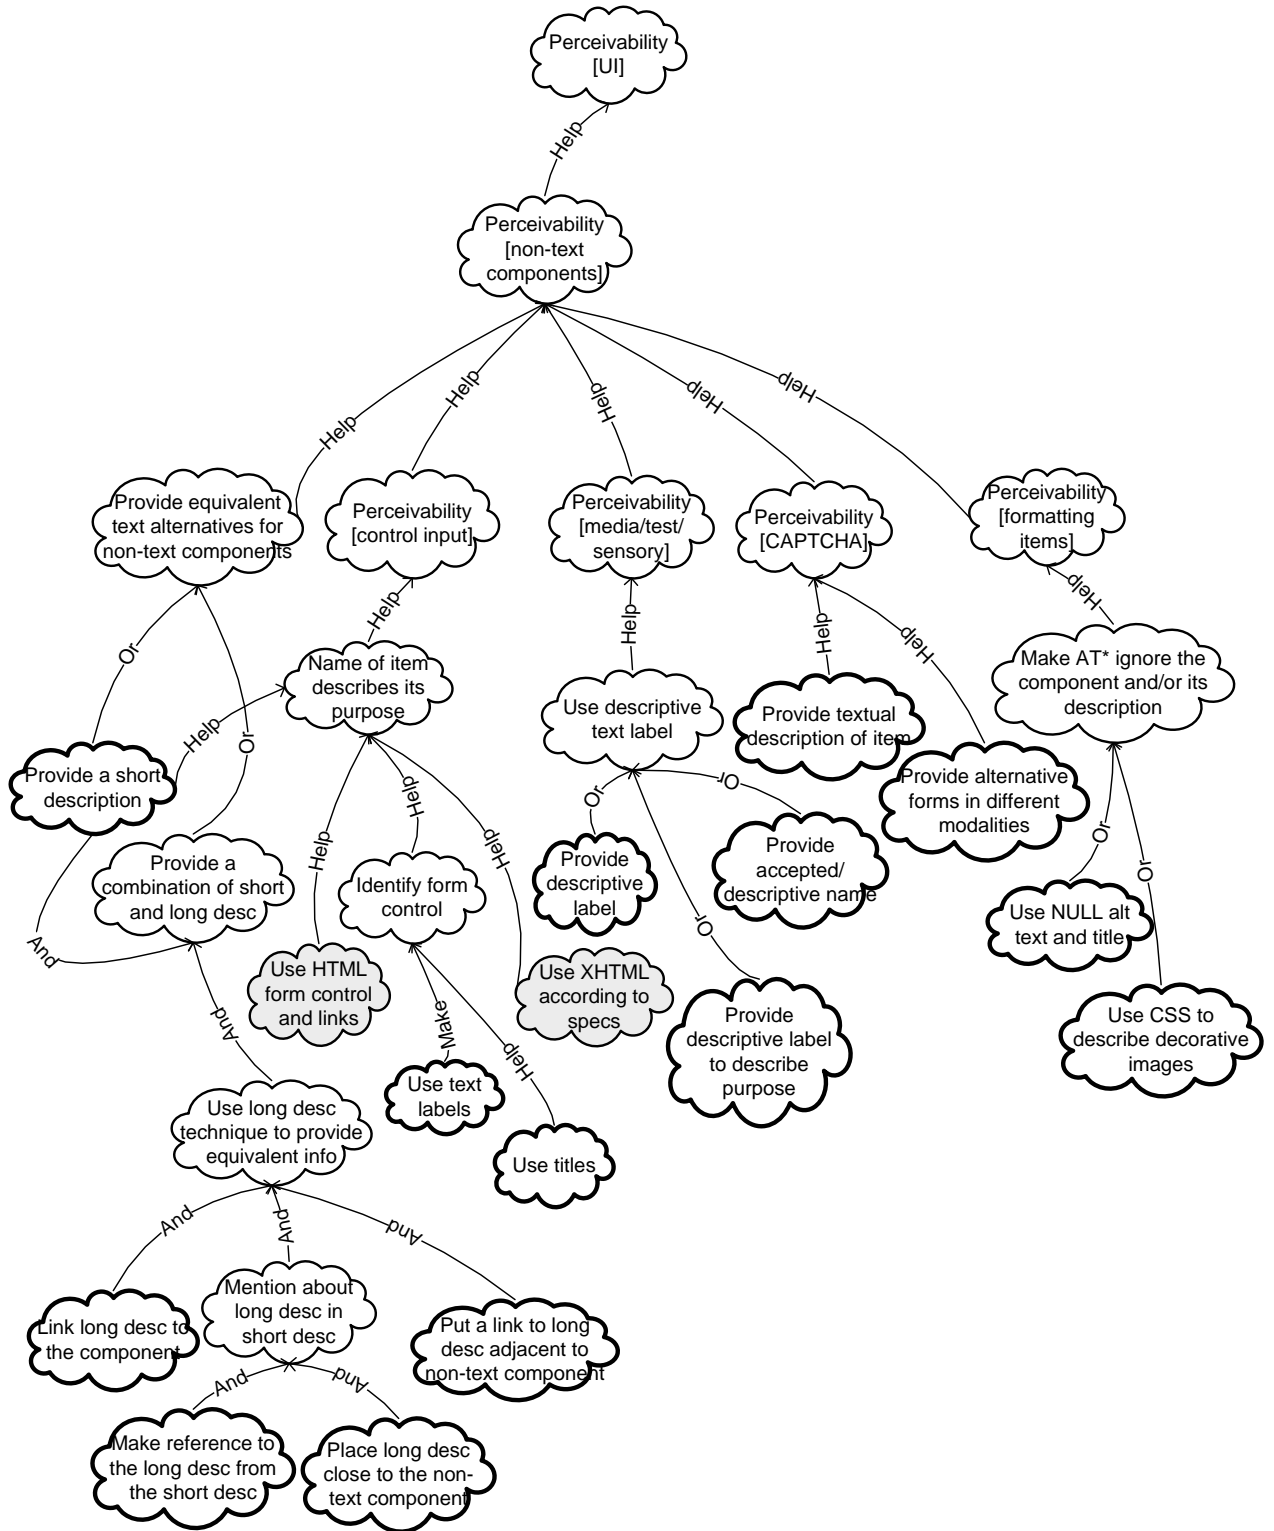 Perceivability
[UI]
Help
Perceivability
[non-text
components]
Help
Help
Help
Help
Help
Provide equivalent
text alternatives for
non-text components
Perceivability
[control input]
Perceivability
[media/test/
sensory]
Perceivability
[CAPTCHA]
Perceivability
[formatting
items]
Or
Help
Help
Help
Help
Help
Name of item
describes its
purpose
Use descriptive
text label
Provide textual
description of item
Make AT* ignore the
component and/or its
description
Help
Or
Provide a short
description
Provide alternative
forms in different
modalities
Help
Help
Help
Or
Or
Or
Or
Or
Provide a
combination of short
and long desc
Identify form
control
Provide
descriptive
label
Provide
accepted/
descriptive name
Use NULL alt
text and title
And
Or
Use HTML
form control
and links
Use XHTML
according to
specs
Provide
descriptive label
to describe
purpose
Use CSS to
describe decorative
images
And
Make
Help
Use long desc
technique to provide
equivalent info
Use text
labels
Use titles
And
And
And
Link long desc to
the component
Mention about
long desc in
short desc
Put a link to long
desc adjacent to
non-text component
And
And
Make reference to
the long desc from
the short desc
Place long desc
close to the non-
text component